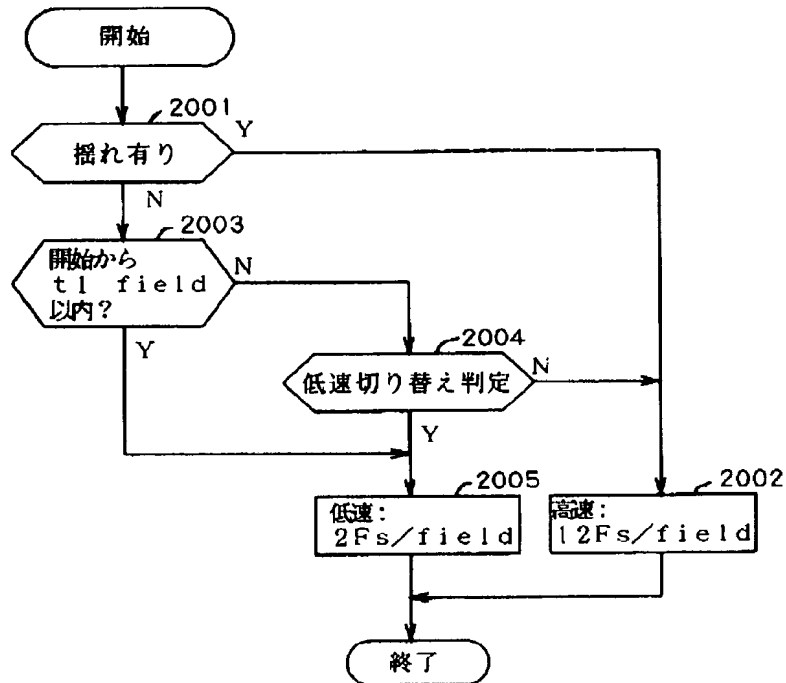 開始
2001
揺れ有り
Y
N
2003
開始から
t1 field
以内?
N
Y
2004
低速切り替え判定
N
Y
2005
低速:
2Fs/field
2002
高速:
12Fs/field
終了